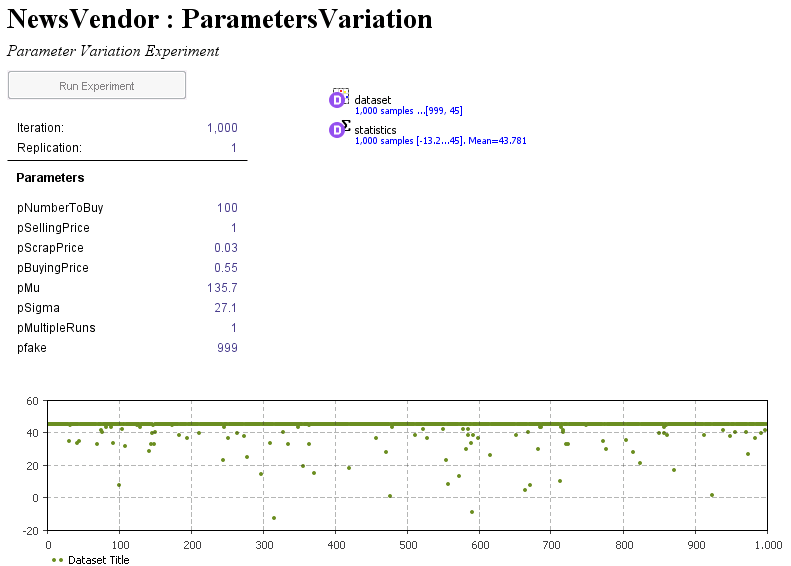 NewsVendor : ParametersVariation
Parameter Variation Experiment
Run Experiment
dataset
1,000 samples ...[999, 45]
statistics
1,000 samples [-13.2...45]. Mean=43.781
Iteration: 1,000
Replication: 1
Parameters
pNumberToBuy 100
pSellingPrice 1
pScrapPrice 0.03
pBuyingPrice 0.55
pMu 135.7
pSigma 27.1
pMultipleRuns 1
pfake 999
60
40
20
0
-20
0 100 200 300 400 500 600 700 800 900 1.000
Dataset Title